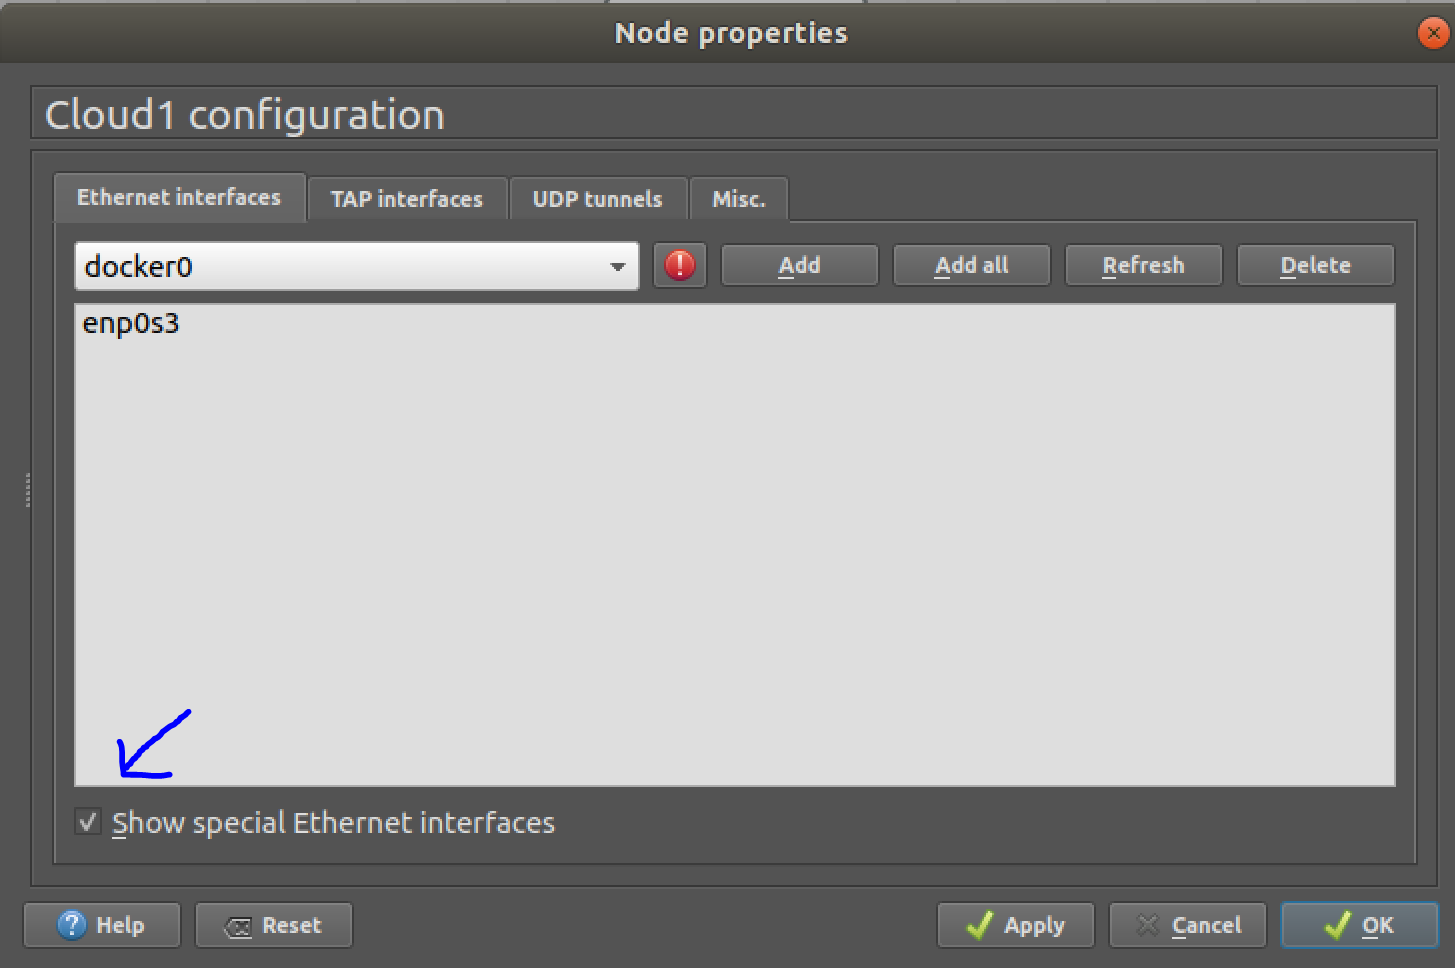 Node properties
Cloud1 configuration
Ethernet interfaces TAP interfaces UDP tunnels Misc.
docker0 Add Add all Refresh Delete
enp0s3
Show special Ethernet interfaces
Help Reset Apply Cancel OK